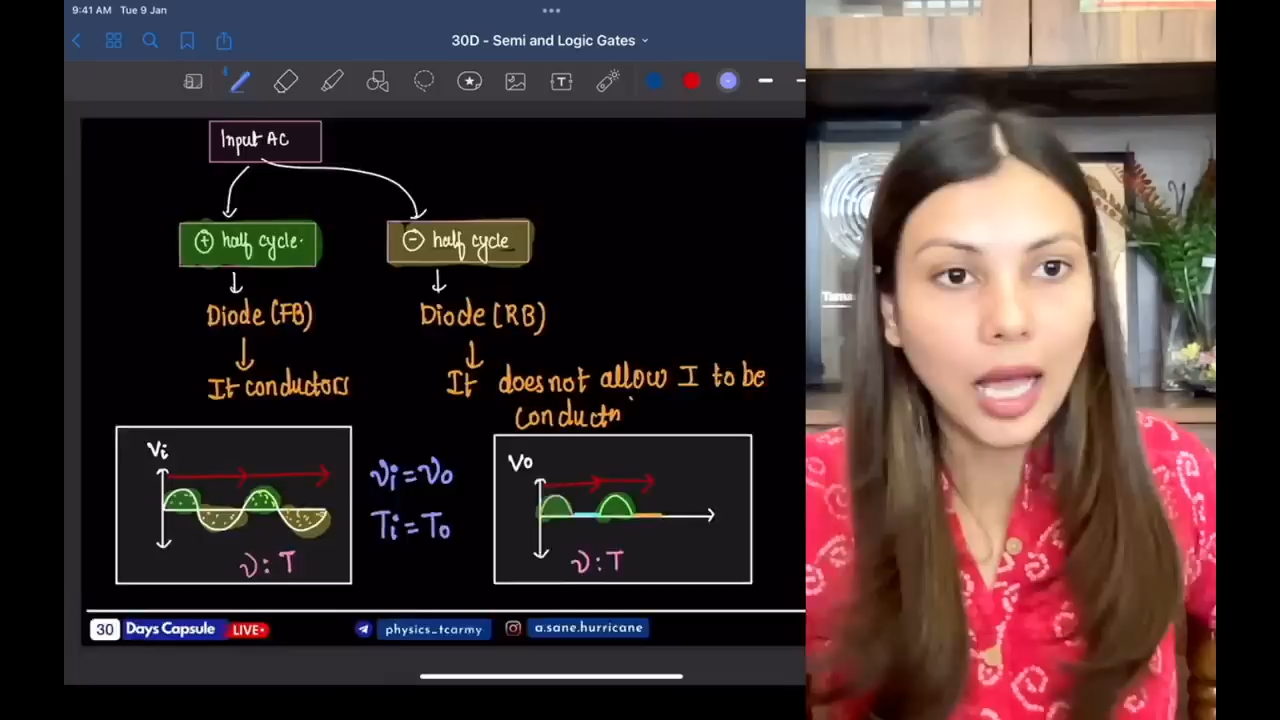 9:41 AM Tue 9 Jan
30D - Semi and Logic Gates
Input AC
+ half cycle.
- half cycle
Diode (FB)
Diode (RB)
It conductors
It does not allow I to be
conductn
Vi
νi = νo
Ti = To
ν : T
Vo
ν : T
30 Days Capsule LIVE
physics_tcarmy
a.sane.hurricane